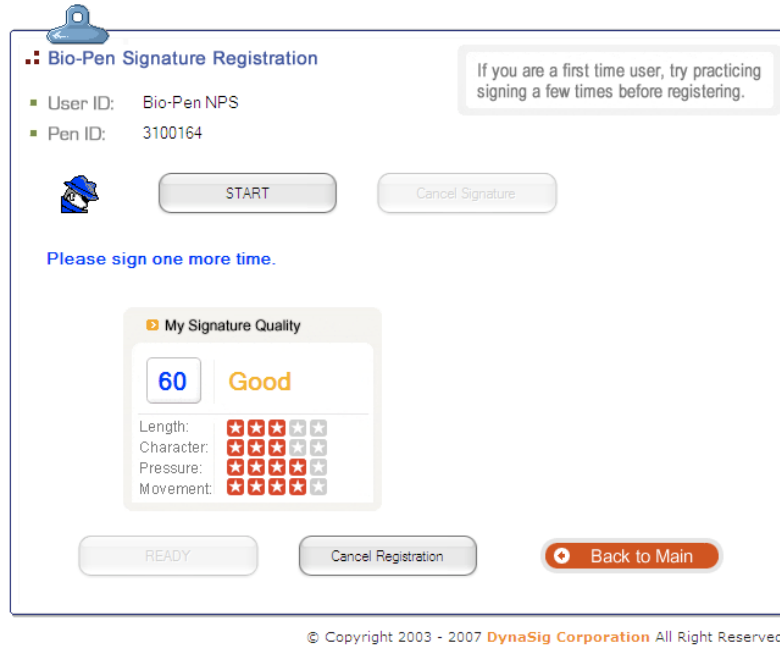 Bio-Pen Signature Registration
If you are a first time user, try practicing
signing a few times before registering.
User ID: Bio-Pen NPS
Pen ID: 3100164
START Cancel Signature
Please sign one more time.
My Signature Quality
60 Good
Length:
Character:
Pressure:
Movement:
READY Cancel Registration Back to Main
© Copyright 2003 - 2007 DynaSig Corporation All Right Reserved